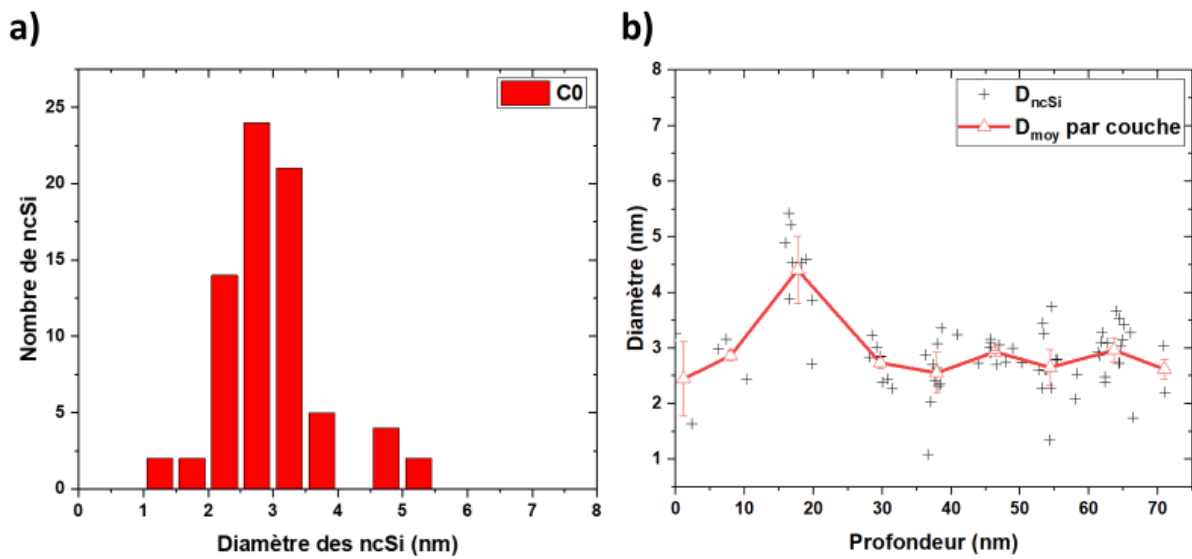 a)
25
20
15
10
5
0
Nombre de ncSi
C0
0 1 2 3 4 5 6 7 8
Diamètre des ncSi (nm)
b)
8
7
6
5
4
3
2
1
Diamètre (nm)
D_ncSi
D_moy par couche
0 10 20 30 40 50 60 70
Profondeur (nm)